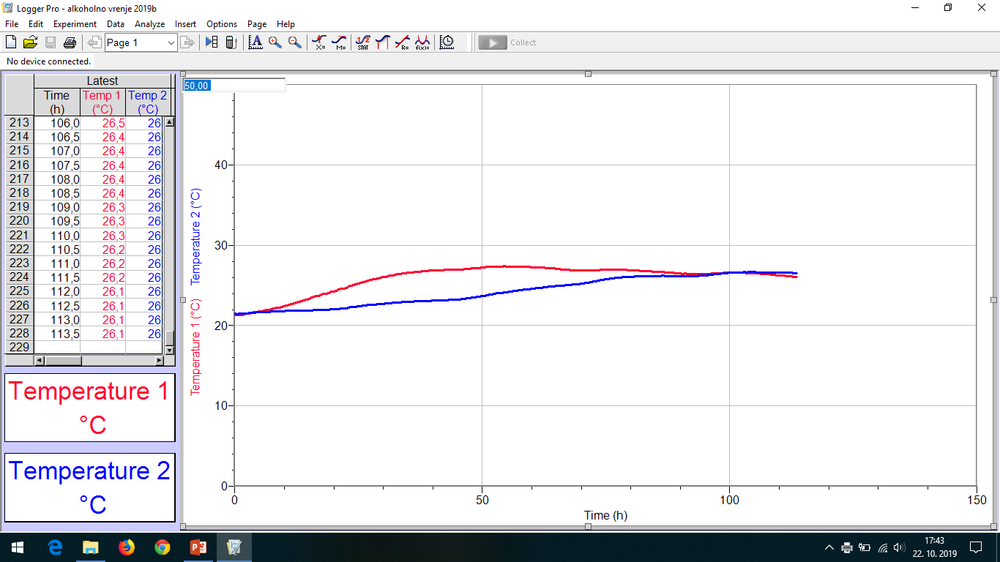 Logger Pro - alkoholno vrenje 2019b
File Edit Experiment Data Analyze Insert Options Page Help
Page 1
X= M= STAT R= f(x)= Collect
No device connected.
Latest
Time Temp 1 Temp 2
(h) (°C) (°C)
213 106,0 26,5 26
214 106,5 26,4 26
215 107,0 26,4 26
216 107,5 26,4 26
217 108,0 26,4 26
218 108,5 26,4 26
219 109,0 26,3 26
220 109,5 26,3 26
221 110,0 26,3 26
222 110,5 26,2 26
223 111,0 26,2 26
224 111,5 26,2 26
225 112,0 26,1 26
226 112,5 26,1 26
227 113,0 26,1 26
228 113,5 26,1 26
229
Temperature 1
°C
Temperature 2
°C
50,00
40
30
20
10
0
Temperature 1 (°C) Temperature 2 (°C)
0 50 100 150
Time (h)
17:43
22. 10. 2019